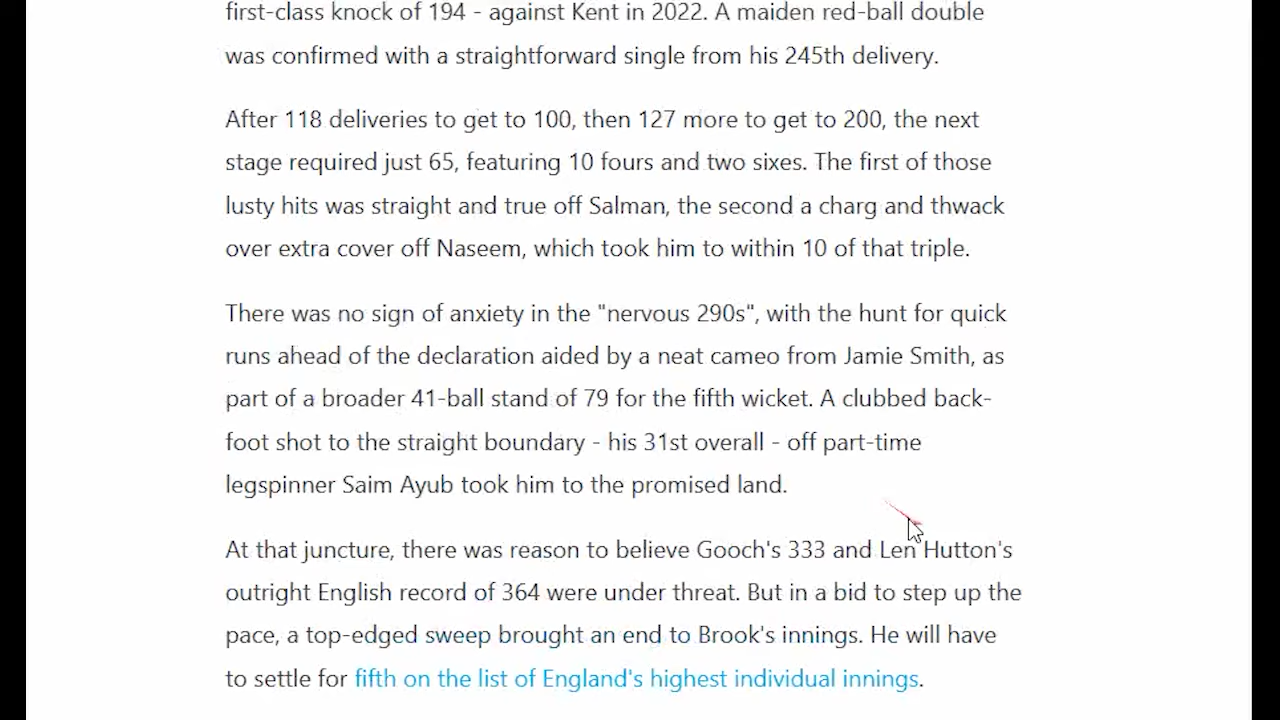 first-class knock of 194 - against Kent in 2022. A maiden red-ball double
was confirmed with a straightforward single from his 245th delivery.
After 118 deliveries to get to 100, then 127 more to get to 200, the next
stage required just 65, featuring 10 fours and two sixes. The first of those
lusty hits was straight and true off Salman, the second a charg and thwack
over extra cover off Naseem, which took him to within 10 of that triple.
There was no sign of anxiety in the "nervous 290s", with the hunt for quick
runs ahead of the declaration aided by a neat cameo from Jamie Smith, as
part of a broader 41-ball stand of 79 for the fifth wicket. A clubbed back-
foot shot to the straight boundary - his 31st overall - off part-time
legspinner Saim Ayub took him to the promised land.
At that juncture, there was reason to believe Gooch's 333 and Len Hutton's
outright English record of 364 were under threat. But in a bid to step up the
pace, a top-edged sweep brought an end to Brook's innings. He will have
to settle for fifth on the list of England's highest individual innings.